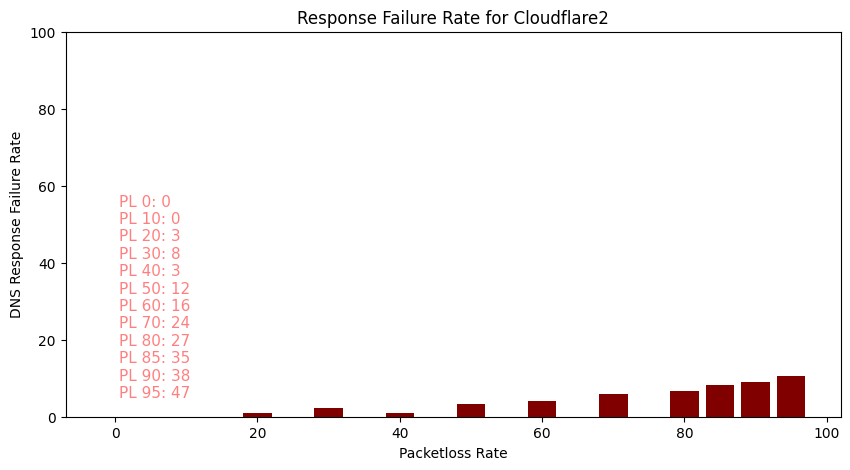 Response Failure Rate for Cloudflare2
100
80
60
40
20
0
DNS Response Failure Rate
PL 0: 0
PL 10: 0
PL 20: 3
PL 30: 8
PL 40: 3
PL 50: 12
PL 60: 16
PL 70: 24
PL 80: 27
PL 85: 35
PL 90: 38
PL 95: 47
0 20 40 60 80 100
Packetloss Rate